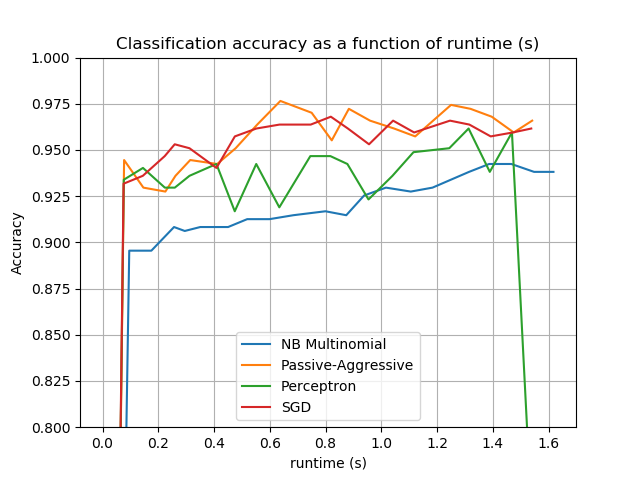 Classification accuracy as a function of runtime (s)
1.000
0.975
0.950
0.925
0.900
0.875
0.850
0.825
0.800
Accuracy
NB Multinomial
Passive-Aggressive
Perceptron
SGD
0.0 0.2 0.4 0.6 0.8 1.0 1.2 1.4 1.6
runtime (s)